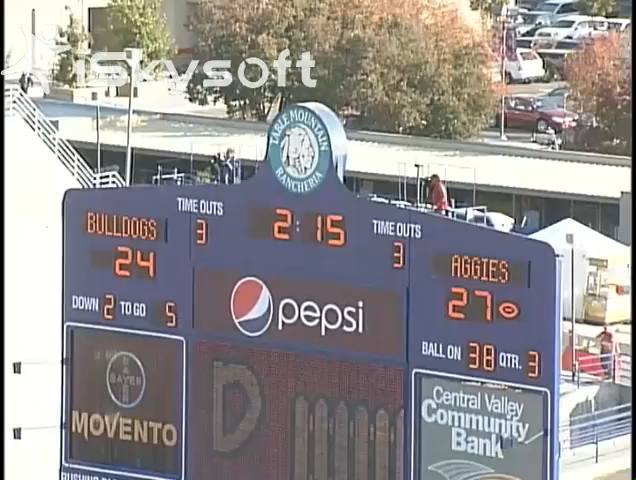 iSkysoft
TABLE MOUNTAIN
RANCHERIA
BULLDOGS
24
TIME OUTS
3
2:15
TIME OUTS
3
AGGIES
27
DOWN 2 TO GO 5
pepsi
BALL ON 38 QTR. 3
BAYER
MOVENTO
D
Central Valley
Community
Bank